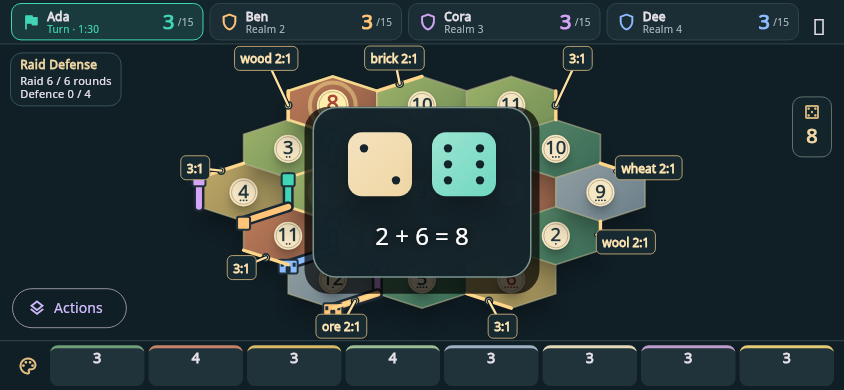 Ada
Turn · 1:30
3 /15
Ben
Realm 2
3 /15
Cora
Realm 3
3 /15
Dee
Realm 4
3 /15
Raid Defense
Raid 6 / 6 rounds
Defence 0 / 4
wood 2:1
brick 2:1
3:1
8
10
11
8
3
10
3:1
wheat 2:1
4
9
2 + 6 = 8
11
2
wool 2:1
3:1
12
Actions
ore 2:1
3:1
3
4
3
4
3
3
3
3